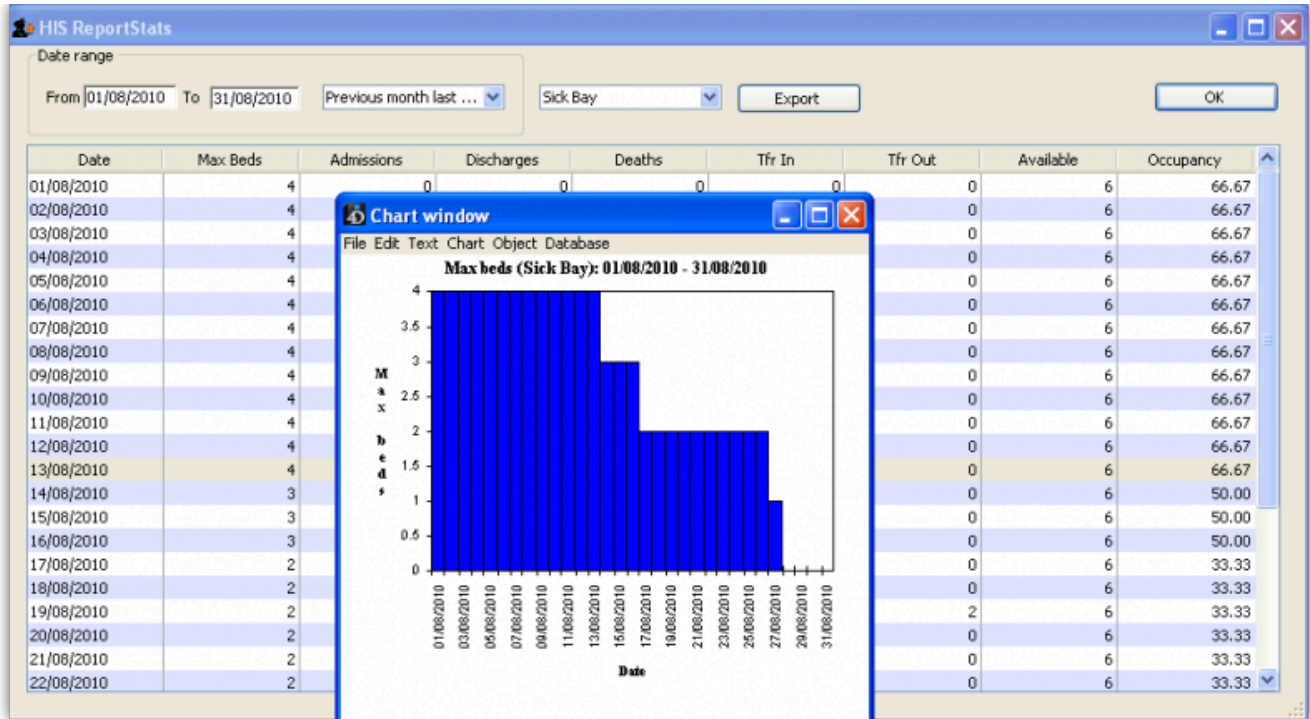 HIS ReportStats
Date range
From 01/08/2010 To 31/08/2010 Previous month last ... Sick Bay Export OK
Date Max Beds Admissions Discharges Deaths Tfr In Tfr Out Available Occupancy
01/08/2010 4 0 0 0 0 0 6 66.67
02/08/2010 4 0 6 66.67
03/08/2010 4 0 6 66.67
04/08/2010 4 0 6 66.67
05/08/2010 4 0 6 66.67
06/08/2010 4 0 6 66.67
07/08/2010 4 0 6 66.67
08/08/2010 4 0 6 66.67
09/08/2010 4 0 6 66.67
10/08/2010 4 0 6 66.67
11/08/2010 4 0 6 66.67
12/08/2010 4 0 6 66.67
13/08/2010 4 0 6 66.67
14/08/2010 3 0 6 50.00
15/08/2010 3 0 6 50.00
16/08/2010 3 0 6 50.00
17/08/2010 2 0 6 33.33
18/08/2010 2 0 6 33.33
19/08/2010 2 2 6 33.33
20/08/2010 2 0 6 33.33
21/08/2010 2 0 6 33.33
22/08/2010 2 0 6 33.33
Chart window
File Edit Text Chart Object Database
Max beds (Sick Bay): 01/08/2010 - 31/08/2010
Max beds
4
3.5
3
2.5
2
1.5
1
0.5
0
01/08/2010 03/08/2010 05/08/2010 07/08/2010 09/08/2010 11/08/2010 13/08/2010 15/08/2010 17/08/2010 19/08/2010 21/08/2010 23/08/2010 25/08/2010 27/08/2010 29/08/2010 31/08/2010
Date